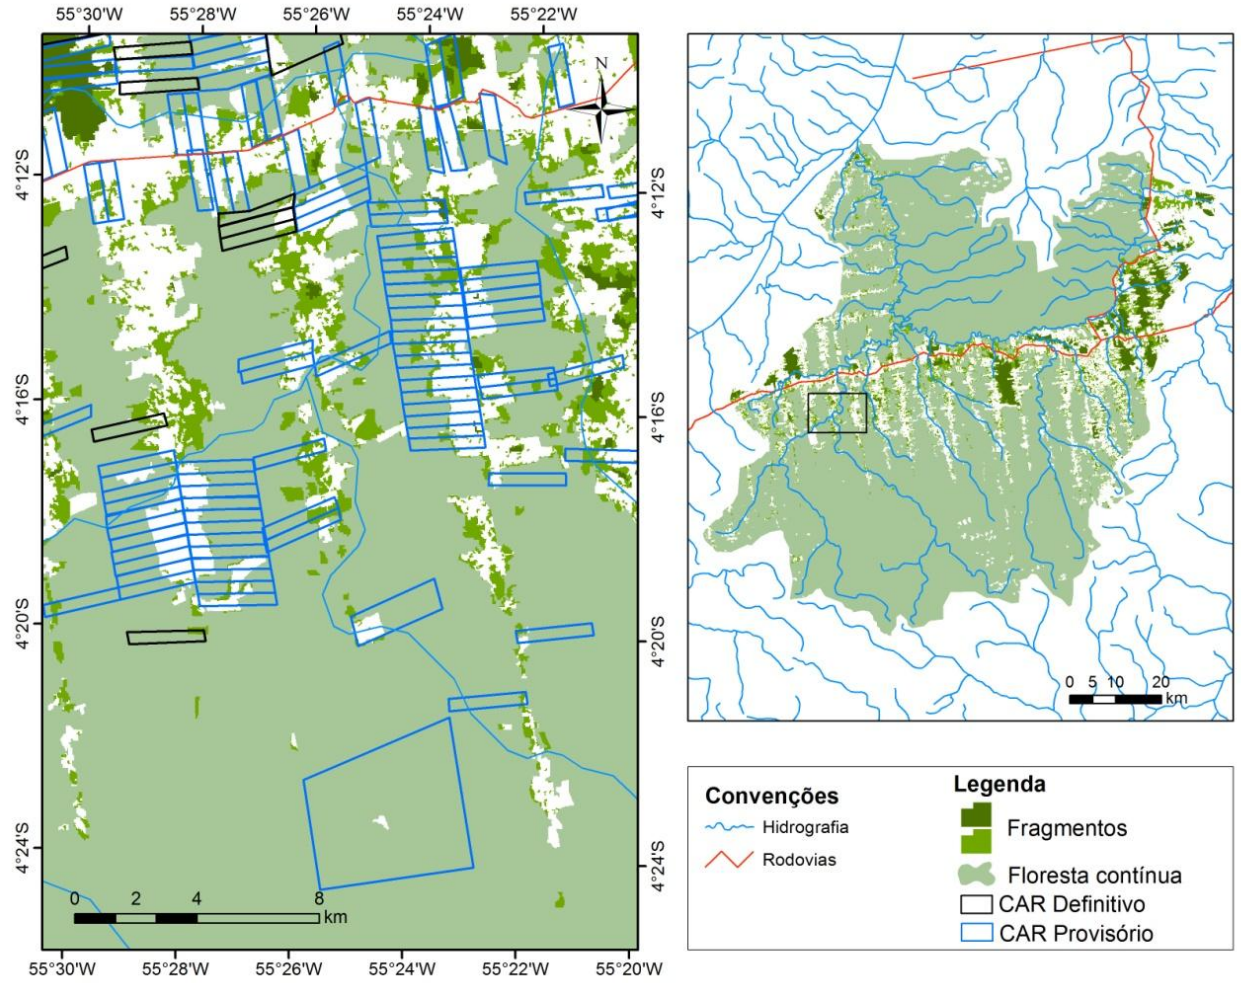 55°30'W 55°28'W 55°26'W 55°24'W 55°22'W
N
4°12'S
4°12'S
4°16'S
4°16'S
4°20'S
4°20'S
4°24'S
4°24'S
0 2 4 8
km
55°30'W 55°28'W 55°26'W 55°24'W 55°22'W 55°20'W
0 5 10 20
km
Convenções
Hidrografia
Rodovias
Legenda
Fragmentos
Floresta contínua
CAR Definitivo
CAR Provisório